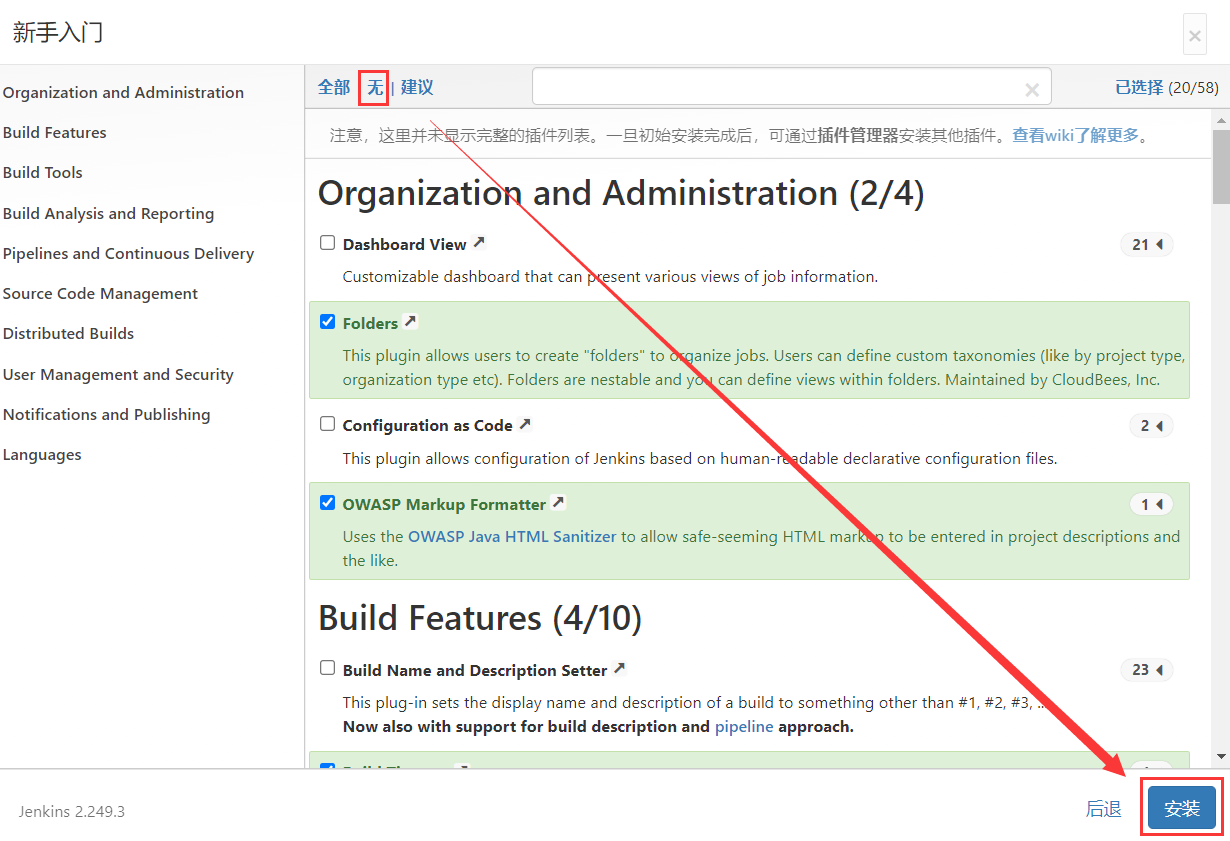 新手入门
×
Organization and Administration
Build Features
Build Tools
Build Analysis and Reporting
Pipelines and Continuous Delivery
Source Code Management
Distributed Builds
User Management and Security
Notifications and Publishing
Languages
全部 无 | 建议
已选择 (20/58)
注意，这里并未显示完整的插件列表。一旦初始安装完成后，可通过插件管理器安装其他插件。查看wiki了解更多。
Organization and Administration (2/4)
Dashboard View 21
Customizable dashboard that can present various views of job information.
Folders
This plugin allows users to create "folders" to organize jobs. Users can define custom taxonomies (like by project type,
organization type etc). Folders are nestable and you can define views within folders. Maintained by CloudBees, Inc.
Configuration as Code 2
This plugin allows configuration of Jenkins based on human-readable declarative configuration files.
OWASP Markup Formatter 1
Uses the OWASP Java HTML Sanitizer to allow safe-seeming HTML markup to be entered in project descriptions and
the like.
Build Features (4/10)
Build Name and Description Setter 23
This plug-in sets the display name and description of a build to something other than #1, #2, #3, ...
Now also with support for build description and pipeline approach.
Jenkins 2.249.3
后退
安装